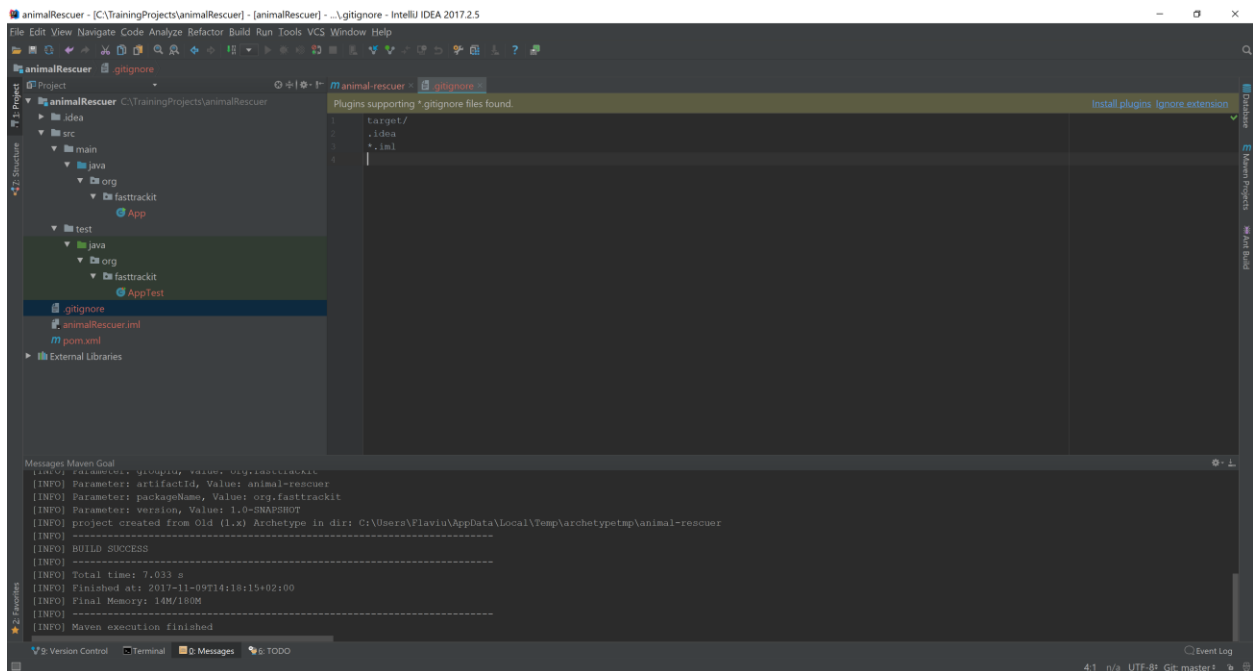 animalRescuer - [C:\TrainingProjects\animalRescuer] - [animalRescuer] - ...\.gitignore - IntelliJ IDEA 2017.2.5
File Edit View Navigate Code Analyze Refactor Build Run Tools VCS Window Help
animalRescuer .gitignore
Project
animal-rescuer
.gitignore
1: Project
Z: Structure
2: Favorites
animalRescuer C:\TrainingProjects\animalRescuer
.idea
src
main
java
org
fasttrackit
App
test
java
org
fasttrackit
AppTest
.gitignore
animalRescuer.iml
pom.xml
External Libraries
Plugins supporting *.gitignore files found.
Install plugins Ignore extension
1 target/
2 .idea
3 *.iml
4
Database
Maven Projects
Ant Build
Messages Maven Goal
[INFO] Parameter: groupId, Value: org.fasttrackit
[INFO] Parameter: artifactId, Value: animal-rescuer
[INFO] Parameter: packageName, Value: org.fasttrackit
[INFO] Parameter: version, Value: 1.0-SNAPSHOT
[INFO] project created from Old (1.x) Archetype in dir: C:\Users\Flaviu\AppData\Local\Temp\archetypetmp\animal-rescuer
[INFO] ------------------------------------------------------------------------
[INFO] BUILD SUCCESS
[INFO] ------------------------------------------------------------------------
[INFO] Total time: 7.033 s
[INFO] Finished at: 2017-11-09T14:18:15+02:00
[INFO] Final Memory: 14M/180M
[INFO] ------------------------------------------------------------------------
[INFO] Maven execution finished
9: Version Control Terminal 0: Messages 6: TODO
Event Log
4:1 n/a UTF-8 Git: master